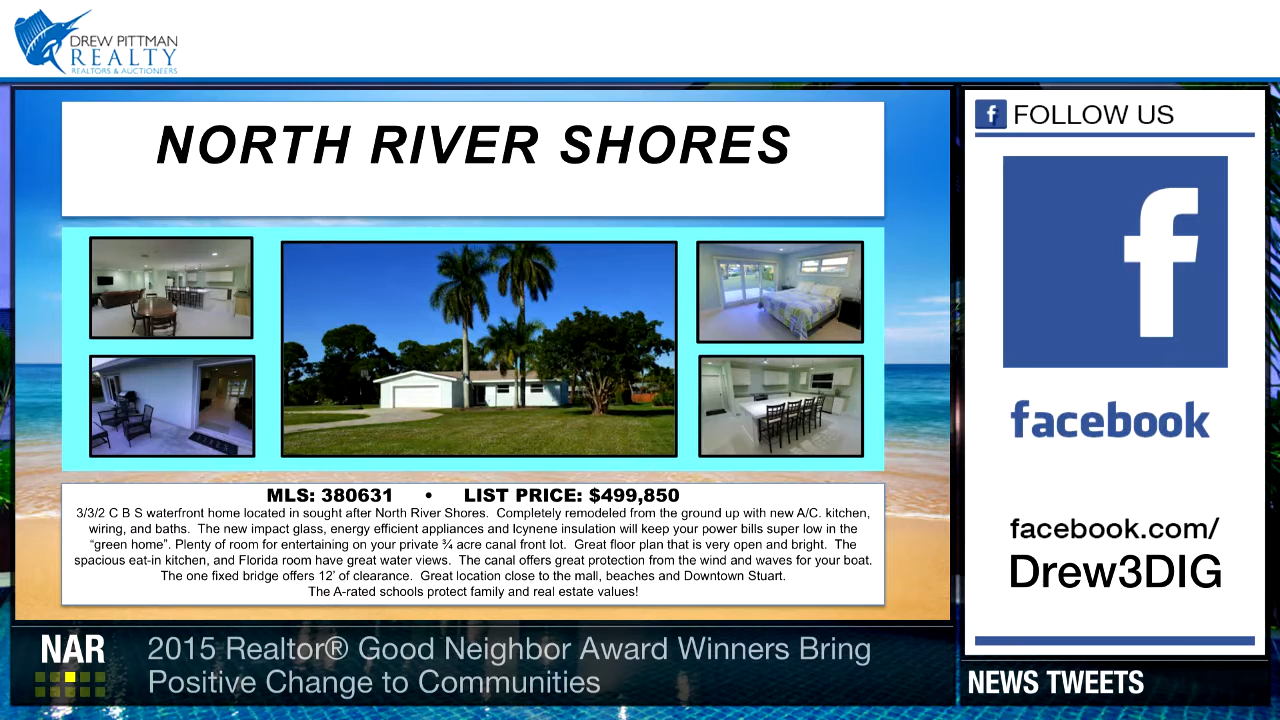 DREW PITTMAN
REALTY
REALTORS & AUCTIONEERS
NORTH RIVER SHORES
MLS: 380631 • LIST PRICE: $499,850
3/3/2 C B S waterfront home located in sought after North River Shores. Completely remodeled from the ground up with new A/C. kitchen,
wiring, and baths The new impact glass, energy efficient appliances and Icynene insulation will keep your power bills super low in the
“green home”. Plenty of room for entertaining on your private ¾ acre canal front lot. Great floor plan that is very open and bright. The
spacious eat-in kitchen, and Florida room have great water views. The canal offers great protection from the wind and waves for your boat.
The one fixed bridge offers 12’ of clearance. Great location close to the mall, beaches and Downtown Stuart.
The A-rated schools protect family and real estate values!
f FOLLOW US
f
facebook
facebook.com/
Drew3DIG
NAR
2015 Realtor® Good Neighbor Award Winners Bring
Positive Change to Communities
NEWS TWEETS